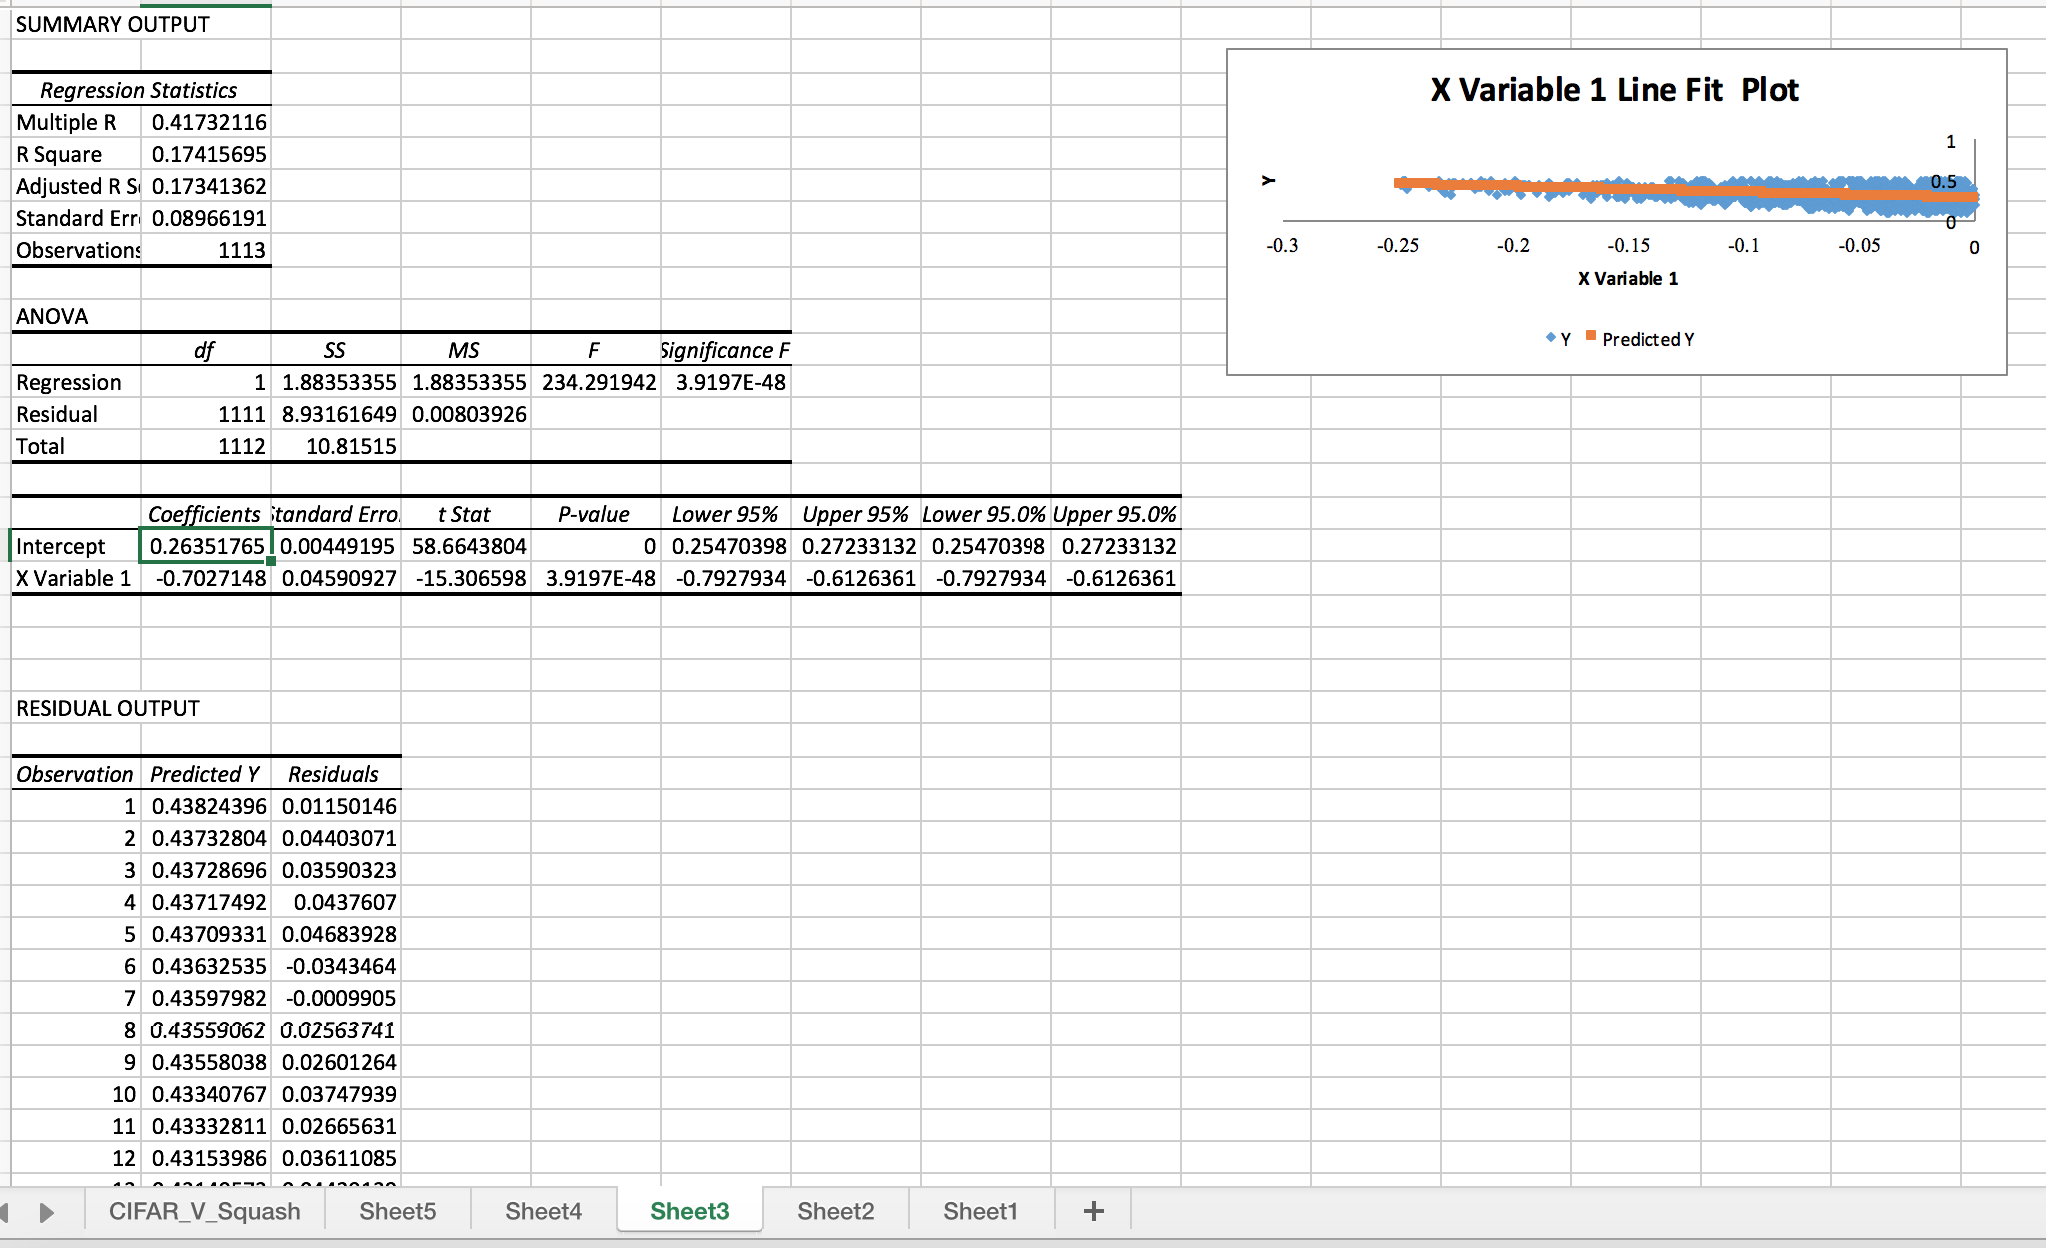 SUMMARY OUTPUT
Regression Statistics
Multiple R 0.41732116
R Square 0.17415695
Adjusted R S 0.17341362
Standard Err 0.08966191
Observations 1113
ANOVA
df SS MS F Significance F
Regression 1 1.88353355 1.88353355 234.291942 3.9197E-48
Residual 1111 8.93161649 0.00803926
Total 1112 10.81515
Coefficients Standard Erro t Stat P-value Lower 95% Upper 95% Lower 95.0% Upper 95.0%
Intercept 0.26351765 0.00449195 58.6643804 0 0.25470398 0.27233132 0.25470398 0.27233132
X Variable 1 -0.7027148 0.04590927 -15.306598 3.9197E-48 -0.7927934 -0.6126361 -0.7927934 -0.6126361
RESIDUAL OUTPUT
Observation Predicted Y Residuals
1 0.43824396 0.01150146
2 0.43732804 0.04403071
3 0.43728696 0.03590323
4 0.43717492 0.0437607
5 0.43709331 0.04683928
6 0.43632535 -0.0343464
7 0.43597982 -0.0009905
8 0.43559062 0.02563741
9 0.43558038 0.02601264
10 0.43340767 0.03747939
11 0.43332811 0.02665631
12 0.43153986 0.03611085
X Variable 1 Line Fit Plot
1
0.5
0
Y
-0.3 -0.25 -0.2 -0.15 -0.1 -0.05 0
X Variable 1
Y Predicted Y
CIFAR_V_Squash Sheet5 Sheet4 Sheet3 Sheet2 Sheet1 +